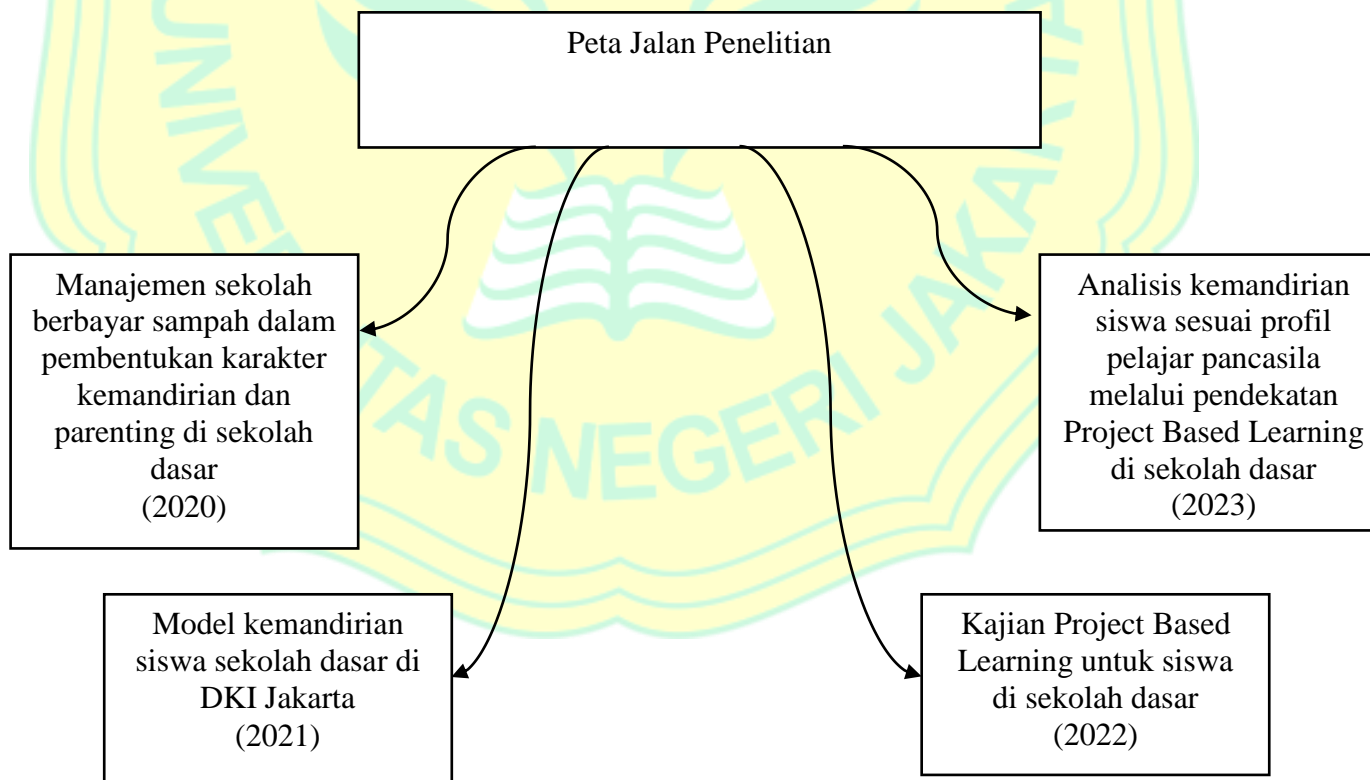 Peta Jalan Penelitian
Manajemen sekolah
berbayar sampah dalam
pembentukan karakter
kemandirian dan
parenting di sekolah
dasar
(2020)
Model kemandirian
siswa sekolah dasar di
DKI Jakarta
(2021)
Kajian Project Based
Learning untuk siswa
di sekolah dasar
(2022)
Analisis kemandirian
siswa sesuai profil
pelajar pancasila
melalui pendekatan
Project Based Learning
di sekolah dasar
(2023)
UNIVERSITAS NEGERI JAKARTA